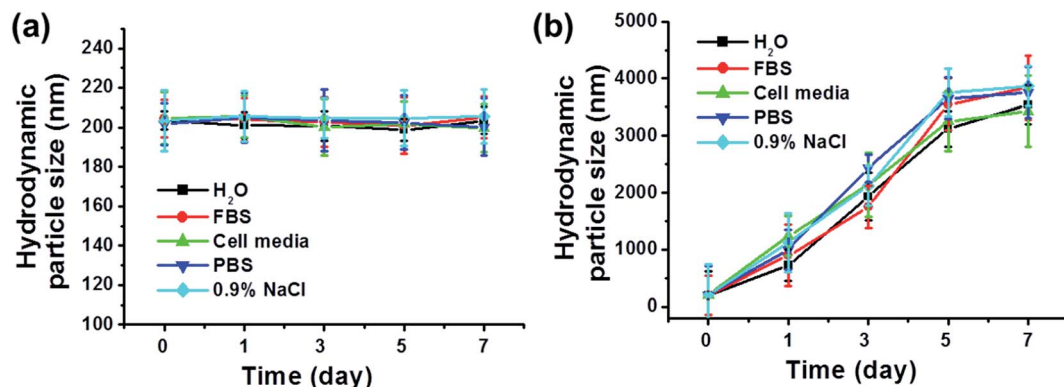 (a)
Hydrodynamic
particle size (nm)
240
220
200
180
160
140
120
100
H₂O
FBS
Cell media
PBS
0.9% NaCl
0
1
3
5
7
Time (day)
(b)
Hydrodynamic
particle size (nm)
5000
4000
3000
2000
1000
0
H₂O
FBS
Cell media
PBS
0.9% NaCl
0
1
3
5
7
Time (day)